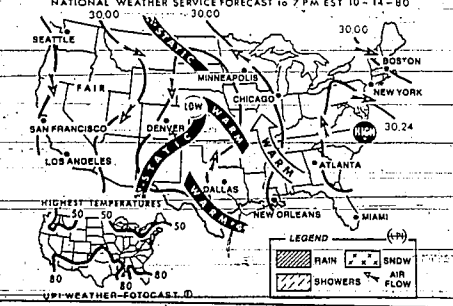 NATIONAL WEATHER SERVICE FORECAST to 7 PM EST 10-14-80
30.00
30.00
30.00
SEATTLE
STATIC
BOSTON
MINNEAPOLIS
FAIR
NEW YORK
CHICAGO
LOW
HIGH
30.24
SAN FRANCISCO
DENVER
WARM
WARM
STATIC
LOS ANGELES
ATLANTA
DALLAS
WARM
HIGHEST TEMPERATURES
NEW ORLEANS
MIAMI
50
50
50
80
80
80
LEGEND
UPI
RAIN
SNOW
SHOWERS
AIR FLOW
UPI WEATHER-FOTOCAST ®